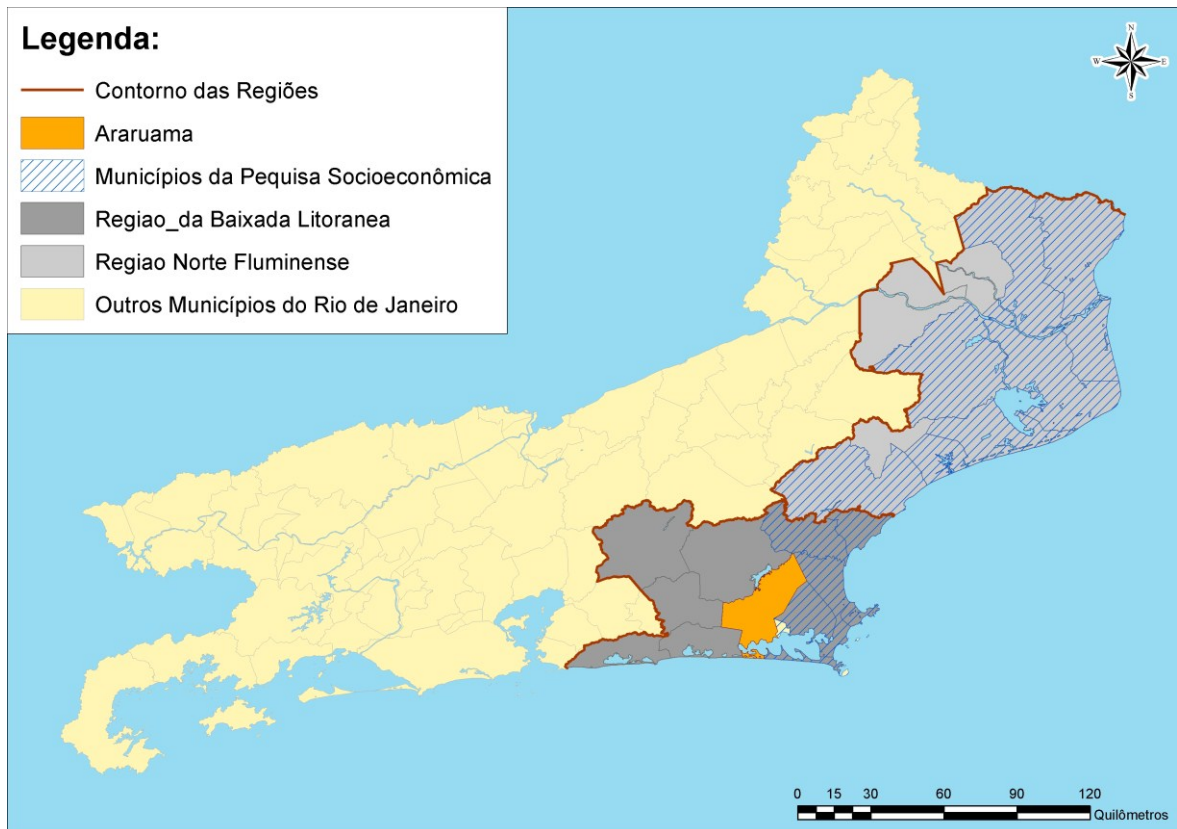 Legenda:
Contorno das Regiões
Araruama
Municípios da Pequisa Socioeconômica
Regiao_da Baixada Litoranea
Regiao Norte Fluminense
Outros Municípios do Rio de Janeiro
N
W E
S
0 15 30 60 90 120
Quilômetros